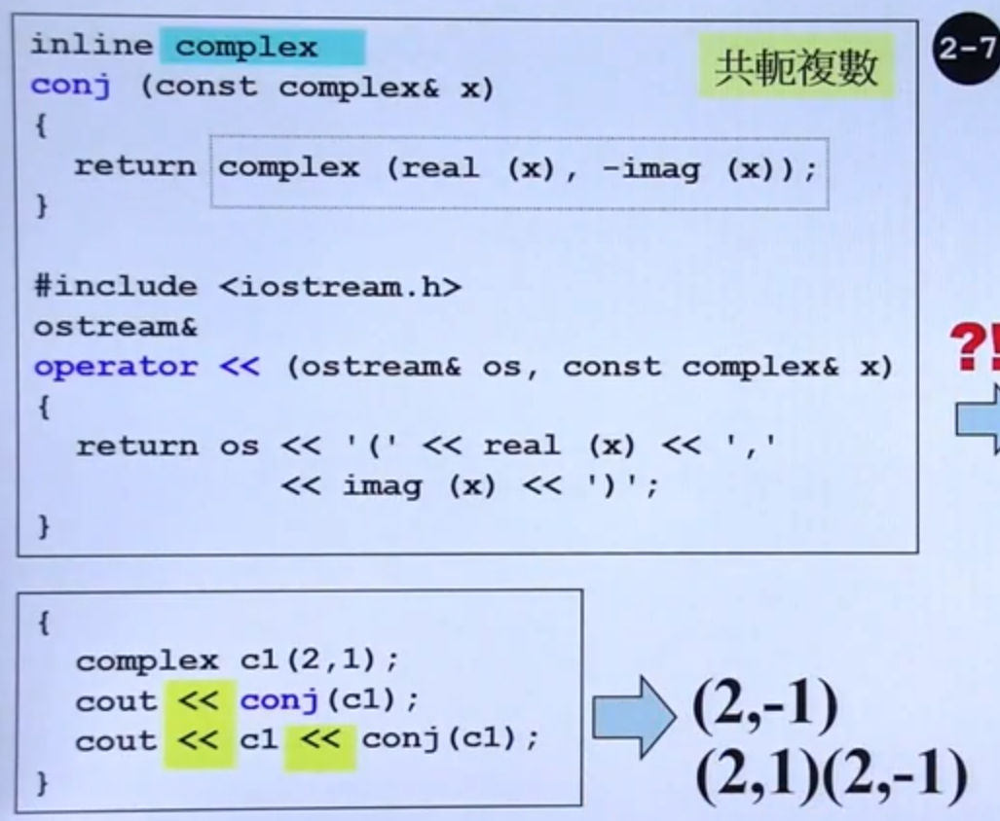 inline complex
conj (const complex& x)
{
  return complex (real (x), -imag (x));
}
共軛複數
2-7
#include <iostream.h>
ostream&
operator << (ostream& os, const complex& x)
{
  return os << '(' << real (x) << ','
            << imag (x) << ')';
}
?!
{
  complex c1(2,1);
  cout << conj(c1);
  cout << c1 << conj(c1);
}
(2,-1)
(2,1)(2,-1)